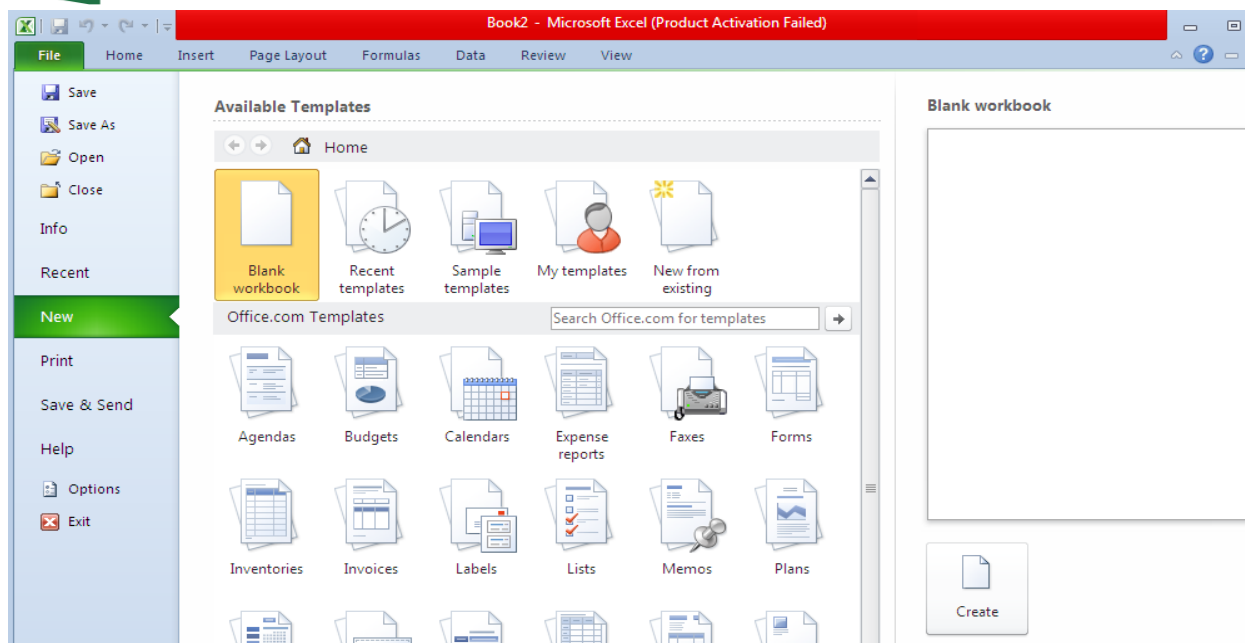 Book2 - Microsoft Excel (Product Activation Failed)
File Home Insert Page Layout Formulas Data Review View
Save
Save As
Open
Close
Info
Recent
New
Print
Save & Send
Help
Options
Exit
Available Templates
Home
Blank workbook
Recent templates
Sample templates
My templates
New from existing
Office.com Templates
Search Office.com for templates
Agendas
Budgets
Calendars
Expense reports
Faxes
Forms
Inventories
Invoices
Labels
Lists
Memos
Plans
Blank workbook
Create